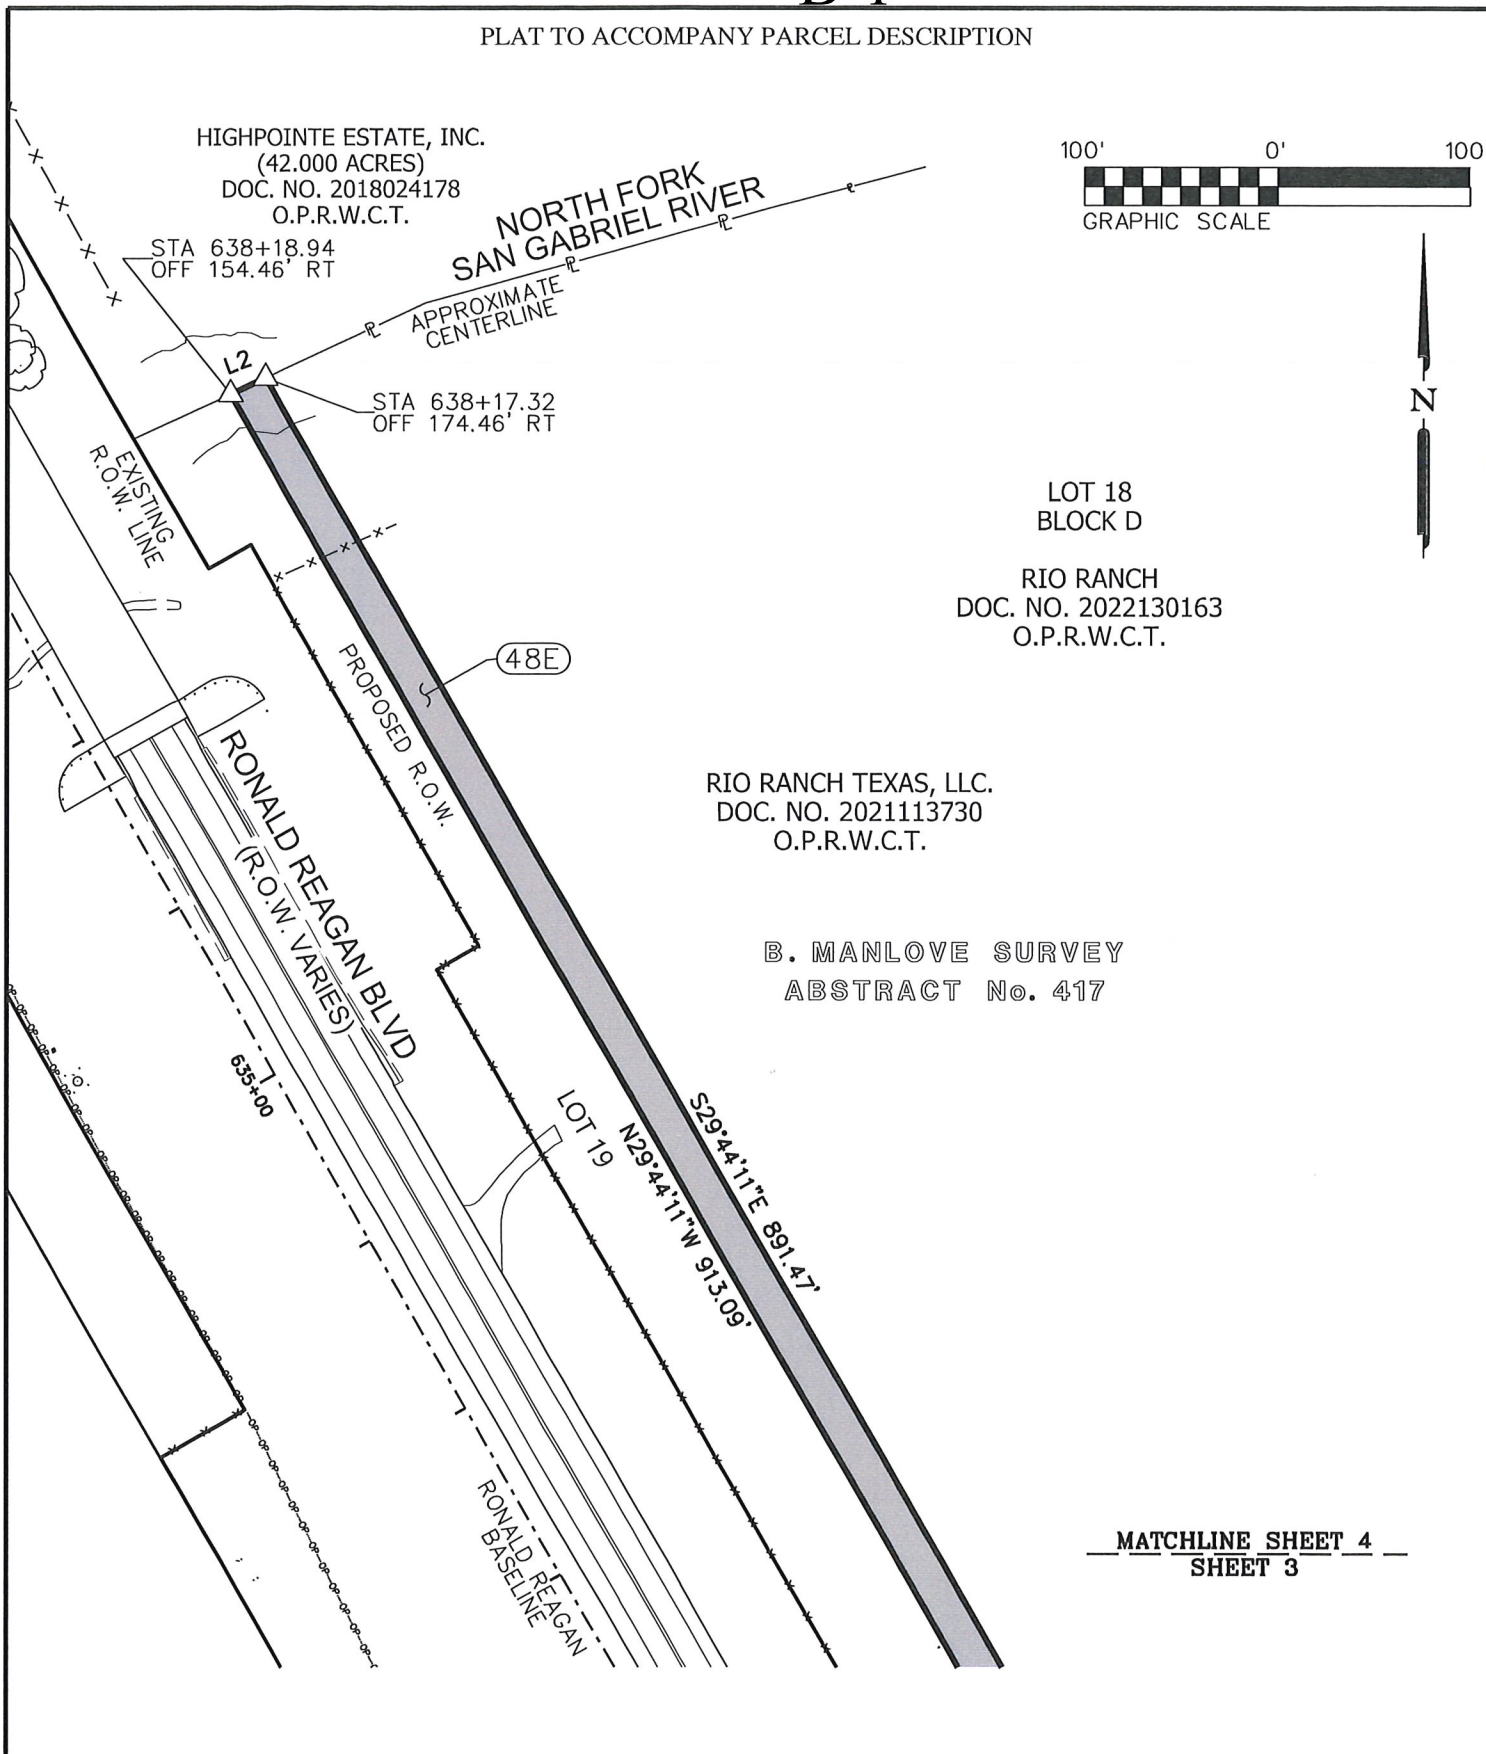 PLAT TO ACCOMPANY PARCEL DESCRIPTION
HIGHPOINTE ESTATE, INC.
(42.000 ACRES)
DOC. NO. 2018024178
O.P.R.W.C.T.
STA 638+18.94
OFF 154.46' RT
NORTH FORK
SAN GABRIEL RIVER
APPROXIMATE
CENTERLINE
100' 0' 100
GRAPHIC SCALE
N
L2
STA 638+17.32
OFF 174.46' RT
EXISTING
R.O.W. LINE
LOT 18
BLOCK D
RIO RANCH
DOC. NO. 2022130163
O.P.R.W.C.T.
48E
PROPOSED R.O.W.
RONALD REAGAN BLVD
(R.O.W. VARIES)
RIO RANCH TEXAS, LLC.
DOC. NO. 2021113730
O.P.R.W.C.T.
B. MANLOVE SURVEY
ABSTRACT No. 417
635+00
LOT 19
S29°44'11"E 891.47'
N29°44'11"W 913.09'
RONALD REAGAN
BASELINE
MATCHLINE SHEET 4
SHEET 3